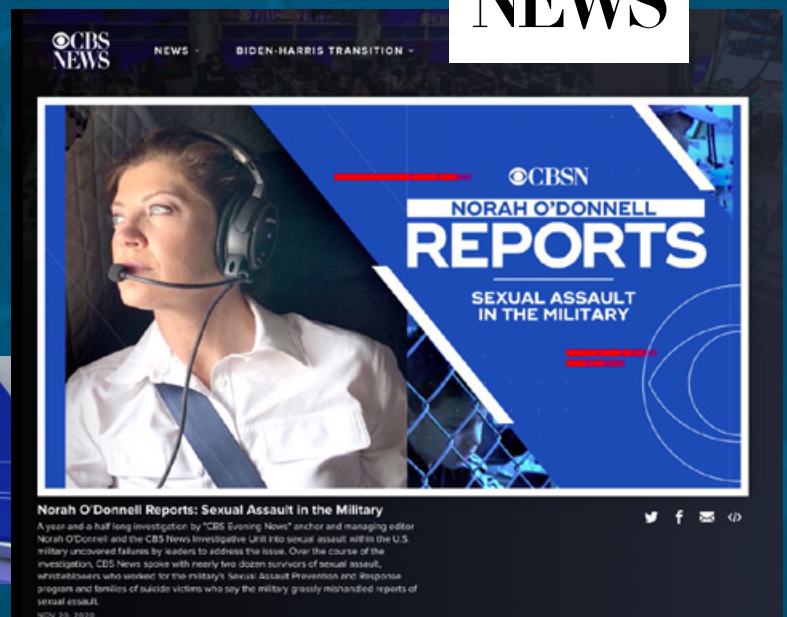 NEWS
CBS
NEWS
NEWS
BIDEN-HARRIS TRANSITION
CBSN
NORAH O'DONNELL
REPORTS
SEXUAL ASSAULT
IN THE MILITARY
Norah O'Donnell Reports: Sexual Assault in the Military
A year-and-a-half long investigation by "CBS Evening News" anchor and managing editor
Norah O'Donnell and the CBS News Investigative Unit into sexual assault within the U.S.
military uncovered failures by leaders to address the issue. Over the course of the
investigation, CBS News spoke with nearly two dozen survivors of sexual assault,
whistleblowers who worked for the military's Sexual Assault Prevention and Response
program and families of suicide victims who say the military grossly mishandled reports of
sexual assault.
NOV 20, 2020